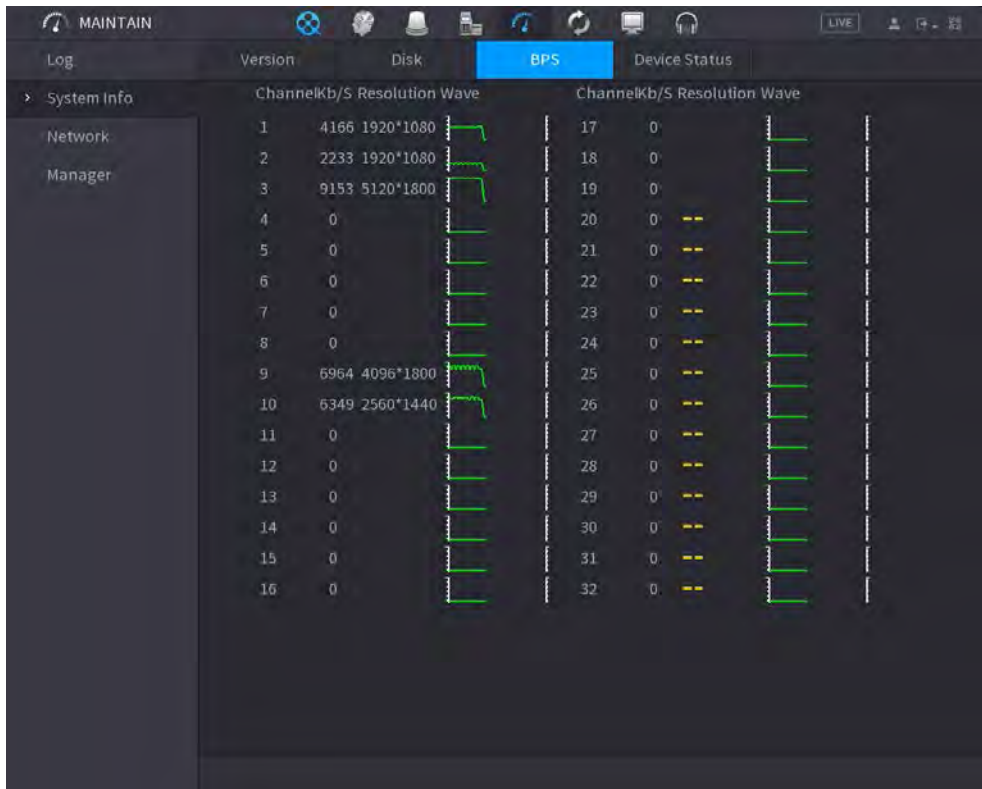 MAINTAIN LIVE
Log Version Disk BPS Device Status
System Info
Network
Manager
ChannelKb/S Resolution Wave ChannelKb/S Resolution Wave
1 4166 1920*1080 17 0
2 2233 1920*1080 18 0
3 9153 5120*1800 19 0
4 0 20 0 --
5 0 21 0 --
6 0 22 0 --
7 0 23 0 --
8 0 24 0 --
9 6964 4096*1800 25 0 --
10 6349 2560*1440 26 0 --
11 0 27 0 --
12 0 28 0 --
13 0 29 0 --
14 0 30 0 --
15 0 31 0 --
16 0 32 0 --